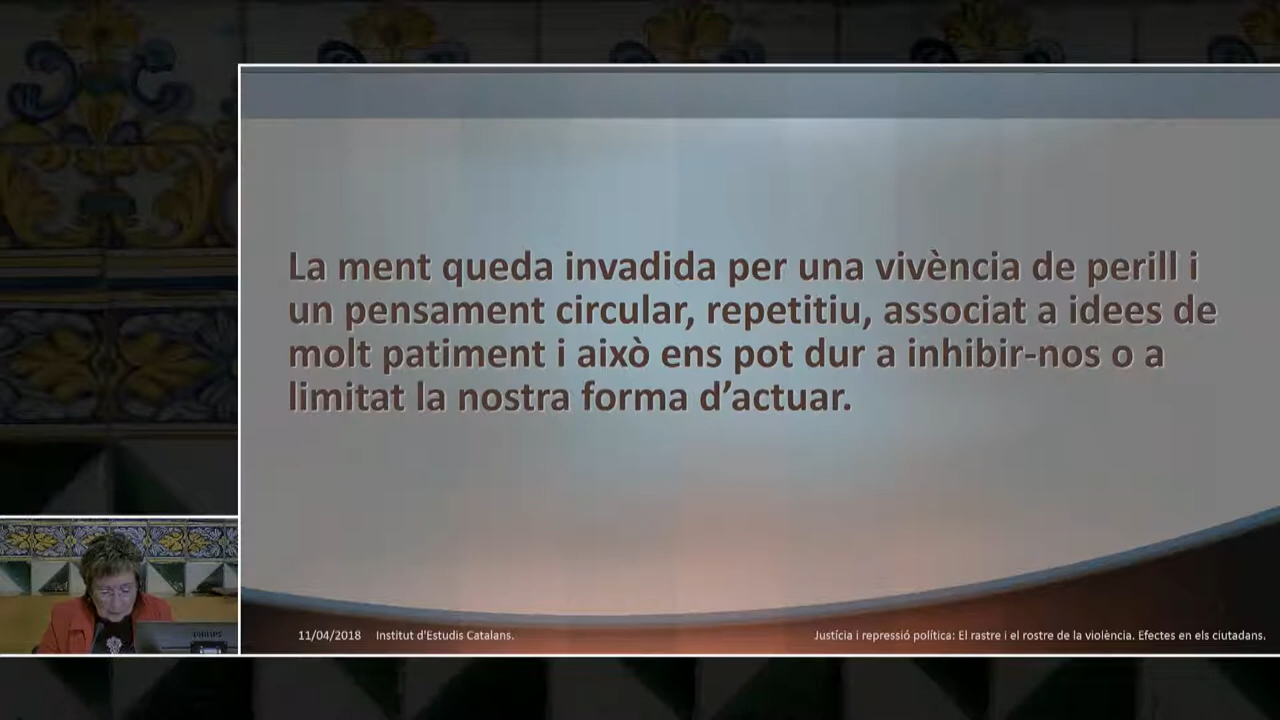 La ment queda invadida per una vivència de perill i
un pensament circular, repetitiu, associat a idees de
molt patiment i això ens pot dur a inhibir-nos o a
limitat la nostra forma d’actuar.
PHILIPS
11/04/2018 Institut d'Estudis Catalans.
Justícia i repressió política: El rastre i el rostre de la violència. Efectes en els ciutadans.